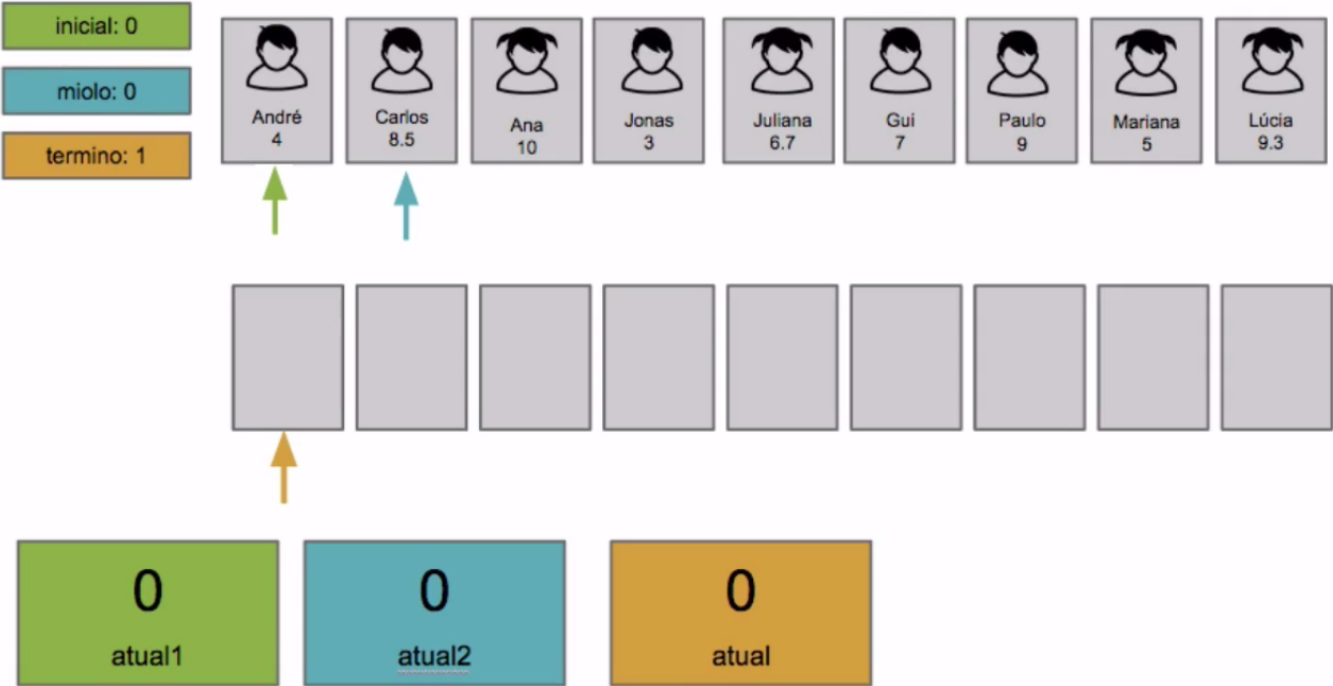 inicial: 0
miolo: 0
termino: 1
André
4
Carlos
8.5
Ana
10
Jonas
3
Juliana
6.7
Gui
7
Paulo
9
Mariana
5
Lúcia
9.3
0
atual1
0
atual2
0
atual